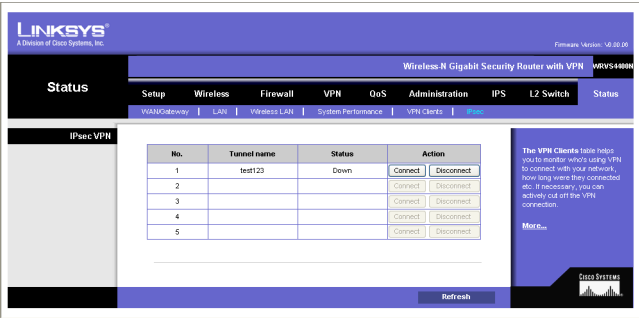 LINKSYS®
A Division of Cisco Systems, Inc.
Firmware Version: V0.00.06
Wireless-N Gigabit Security Router with VPN WRVS4400N
Status
Setup Wireless Firewall VPN QoS Administration IPS L2 Switch Status
WAN/Gateway | LAN | Wireless LAN | System Performance | VPN Clients | IPsec
IPsec VPN
No. Tunnel name Status Action
1 test123 Down Connect Disconnect
2 Connect Disconnect
3 Connect Disconnect
4 Connect Disconnect
5 Connect Disconnect
The VPN Clients table helps
you to monitor who's using VPN
to connect with your network,
how long were they connected
etc. If necessary, you can
actively cut off the VPN
connection.
More...
CISCO SYSTEMS
Refresh